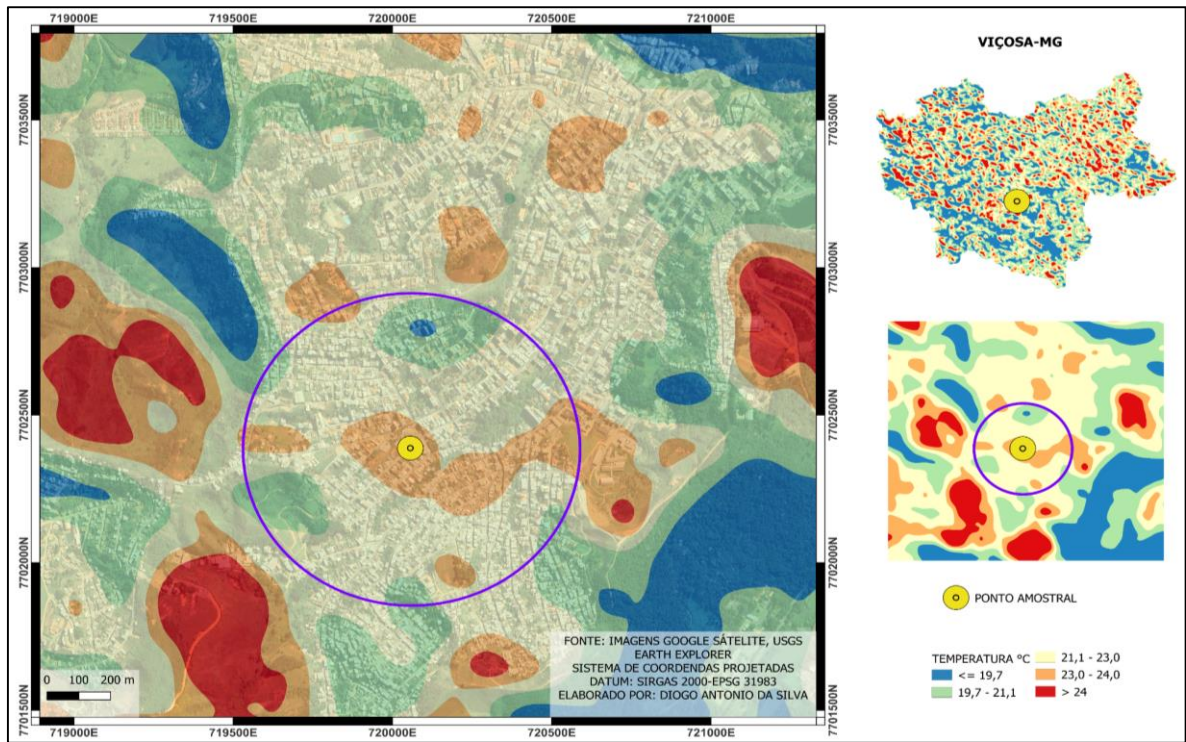 719000E 719500E 720000E 720500E 721000E
7703500N 7703500N
7703000N 7703000N
7702500N 7702500N
7702000N 7702000N
7701500N 7701500N
FONTE: IMAGENS GOOGLE SÁTELITE, USGS
EARTH EXPLORER
SISTEMA DE COORDENDAS PROJETADAS
DATUM: SIRGAS 2000-EPSG 31983
ELABORADO POR: DIOGO ANTONIO DA SILVA
0 100 200 m
719000E 719500E 720000E 720500E 721000E
VIÇOSA-MG
PONTO AMOSTRAL
TEMPERATURA °C
<= 19,7
19,7 - 21,1
21,1 - 23,0
23,0 - 24,0
> 24